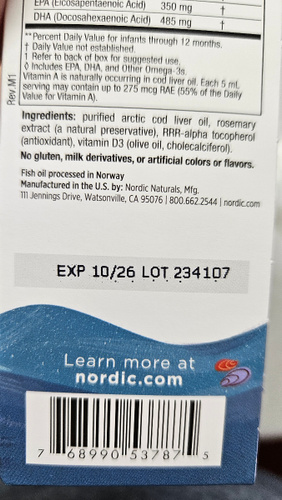 EPA (Eicosapentaenoic Acid) 350 mg †
DHA (Docosahexaenoic Acid) 485 mg †
**Percent Daily Value for infants through 12 months.
† Daily Value not established.
1 Refer to back of box for suggested use.
◊ Includes EPA, DHA, and Other Omega-3s.
Vitamin A is naturally occurring in cod liver oil. Each 5 mL
serving may contain up to 275 mcg RAE (55% of the Daily
Value for Vitamin A).
Rev. M1
Ingredients: purified arctic cod liver oil, rosemary
extract (a natural preservative), RRR-alpha tocopherol
(antioxidant), vitamin D3 (olive oil, cholecalciferol).
No gluten, milk derivatives, or artificial colors or flavors.
Fish oil processed in Norway
Manufactured in the U.S. by: Nordic Naturals, Mfg.
111 Jennings Drive, Watsonville, CA 95076 | 800.662.2544 | nordic.com
EXP 10/26 LOT 234107
Learn more at
nordic.com
7 68990 53787 5